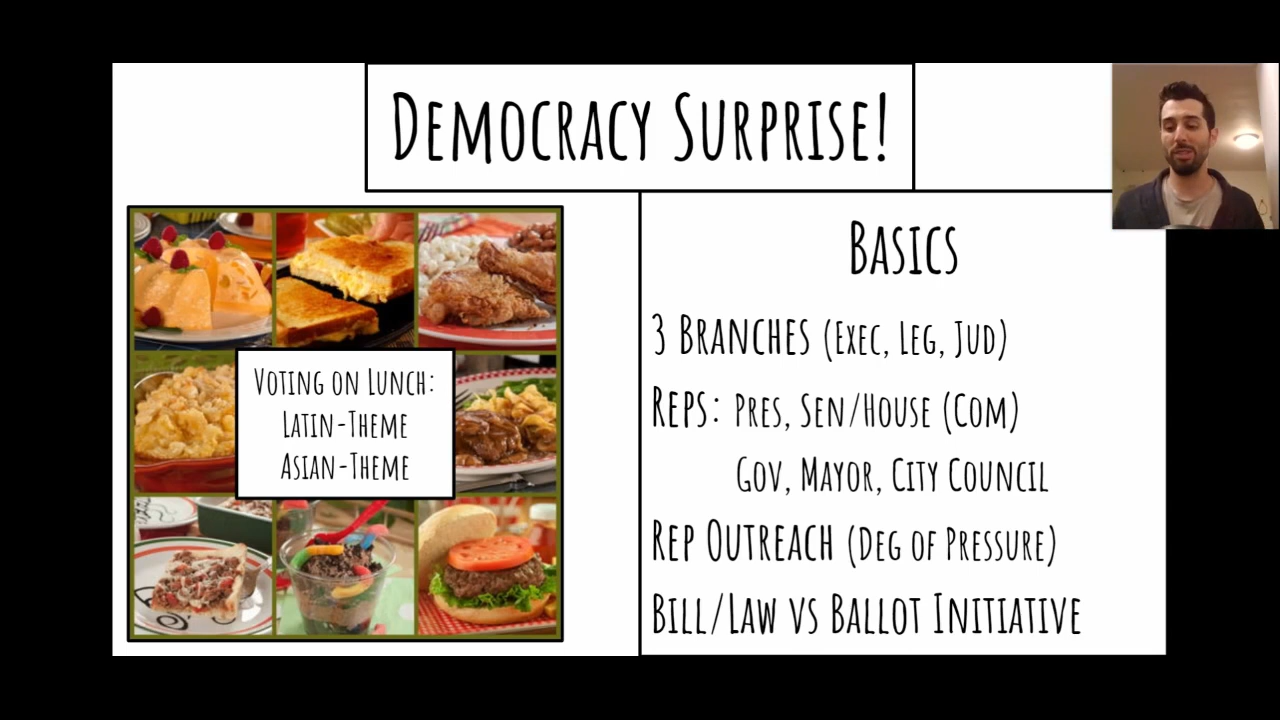 Democracy Surprise!
Voting on Lunch:
Latin-Theme
Asian-Theme
Basics
3 Branches (Exec, Leg, Jud)
Reps: Pres, Sen/House (Com)
Gov, Mayor, City Council
Rep Outreach (Deg of Pressure)
Bill/Law vs Ballot Initiative